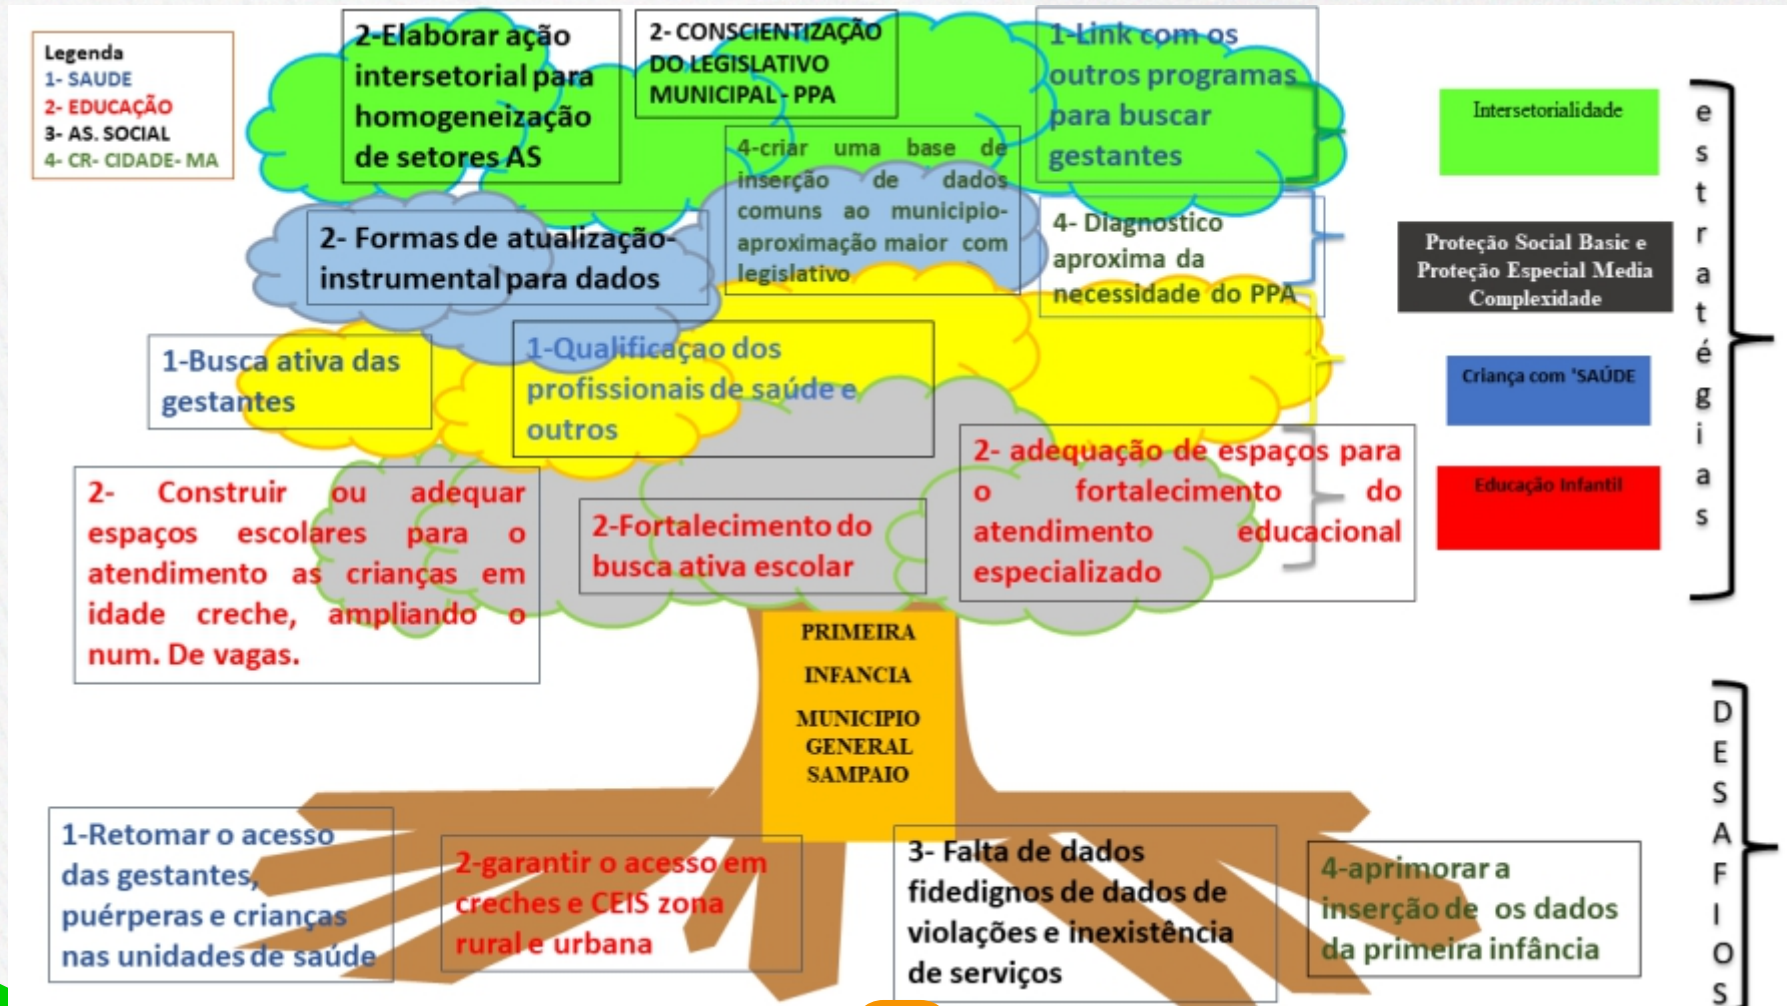 Legenda
1- SAUDE
2- EDUCAÇÃO
3- AS. SOCIAL
4- CR- CIDADE- MA
2-Elaborar ação
intersetorial para
homogeneização
de setores AS
2- CONSCIENTIZAÇÃO
DO LEGISLATIVO
MUNICIPAL - PPA
1-Link com os
outros programas
para buscar
gestantes
4-criar uma base de
inserção de dados
comuns ao municipio-
aproximação maior com
legislativo
2- Formas de atualização-
instrumental para dados
4- Diagnostico
aproxima da
necessidade do PPA
1-Busca ativa das
gestantes
1-Qualificaçao dos
profissionais de saúde e
outros
2- Construir ou adequar
espaços escolares para o
atendimento as crianças em
idade creche, ampliando o
num. De vagas.
2-Fortalecimento do
busca ativa escolar
2- adequação de espaços para
o fortalecimento do
atendimento educacional
especializado
Intersetorialidade
Proteção Social Basic e
Proteção Especial Media
Complexidade
Criança com 'SAÚDE
Educação Infantil
e
s
t
r
a
t
é
g
i
a
s
PRIMEIRA
INFANCIA
MUNICIPIO
GENERAL
SAMPAIO
1-Retomar o acesso
das gestantes,
puérperas e crianças
nas unidades de saúde
2-garantir o acesso em
creches e CEIS zona
rural e urbana
3- Falta de dados
fidedignos de dados de
violações e inexistência
de serviços
4-aprimorar a
inserção de os dados
da primeira infância
D
E
S
A
F
I
O
S